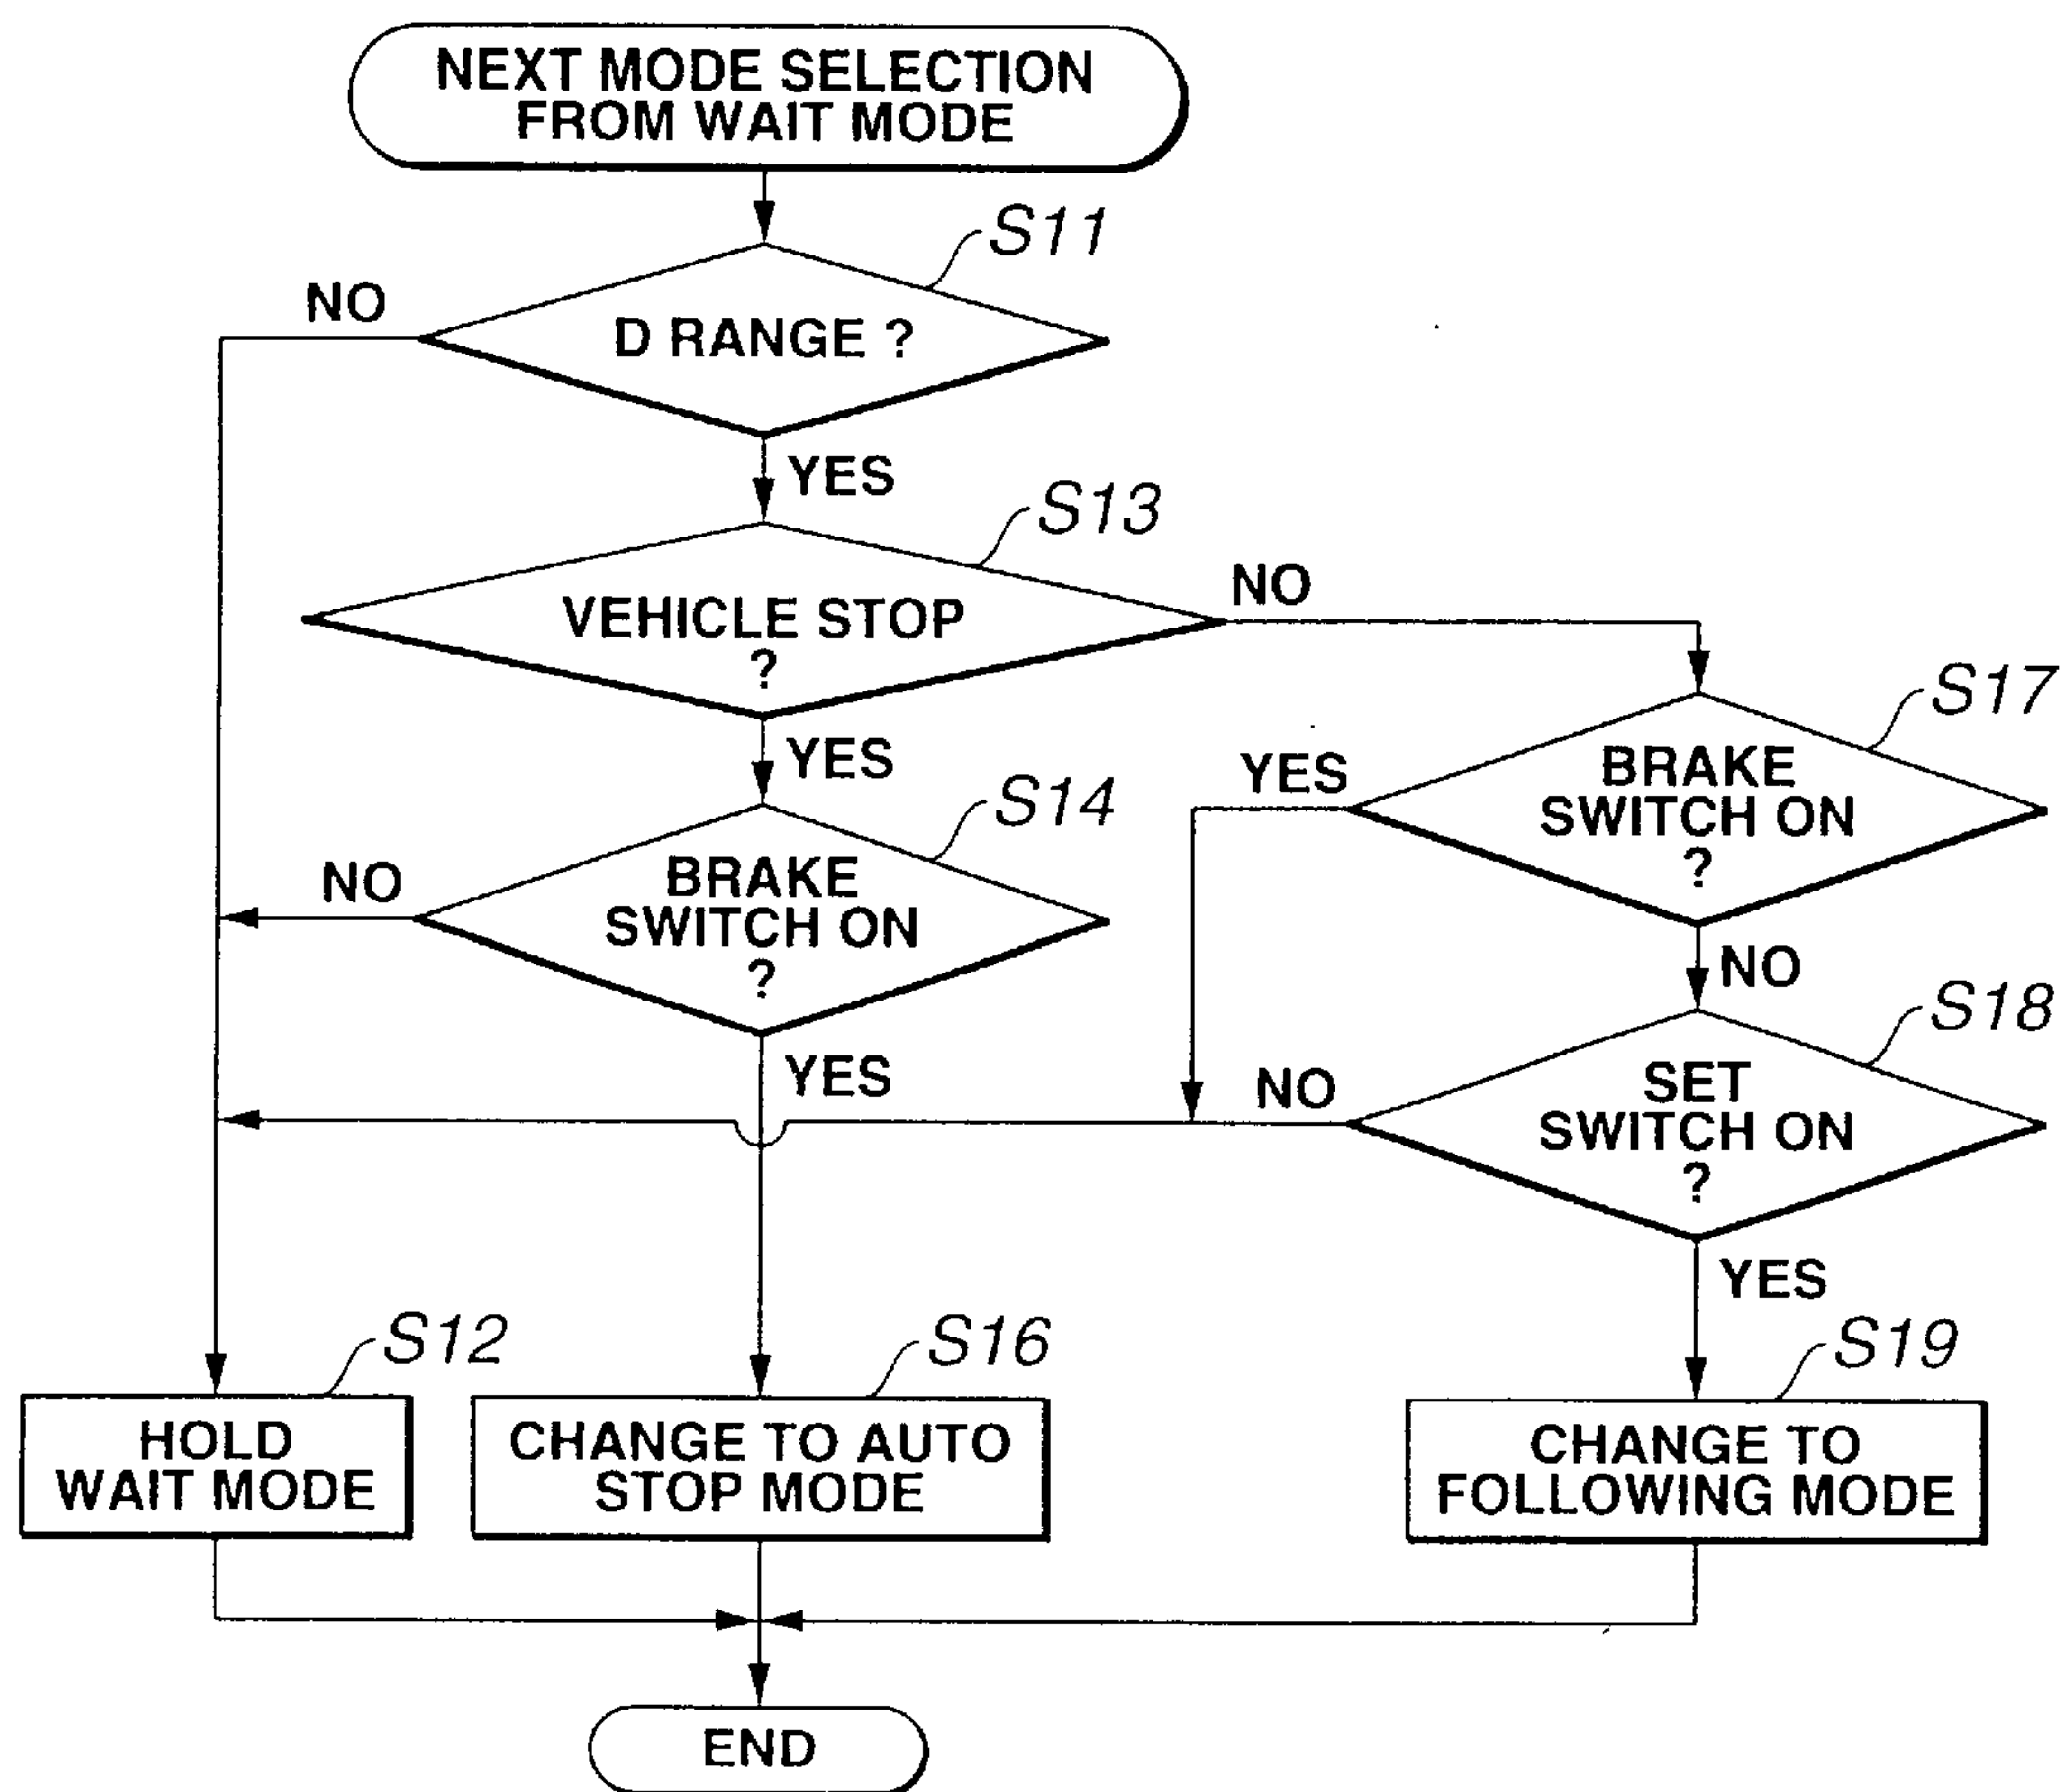 NEXT MODE SELECTION
FROM WAIT MODE
S11
NO
D RANGE ?
YES
S13
NO
VEHICLE STOP
?
YES
S17
YES
BRAKE
SWITCH ON
?
S14
NO
BRAKE
SWITCH ON
?
NO
S18
YES
NO
SET
SWITCH ON
?
YES
S12
S16
S19
HOLD
WAIT MODE
CHANGE TO AUTO
STOP MODE
CHANGE TO
FOLLOWING MODE
END